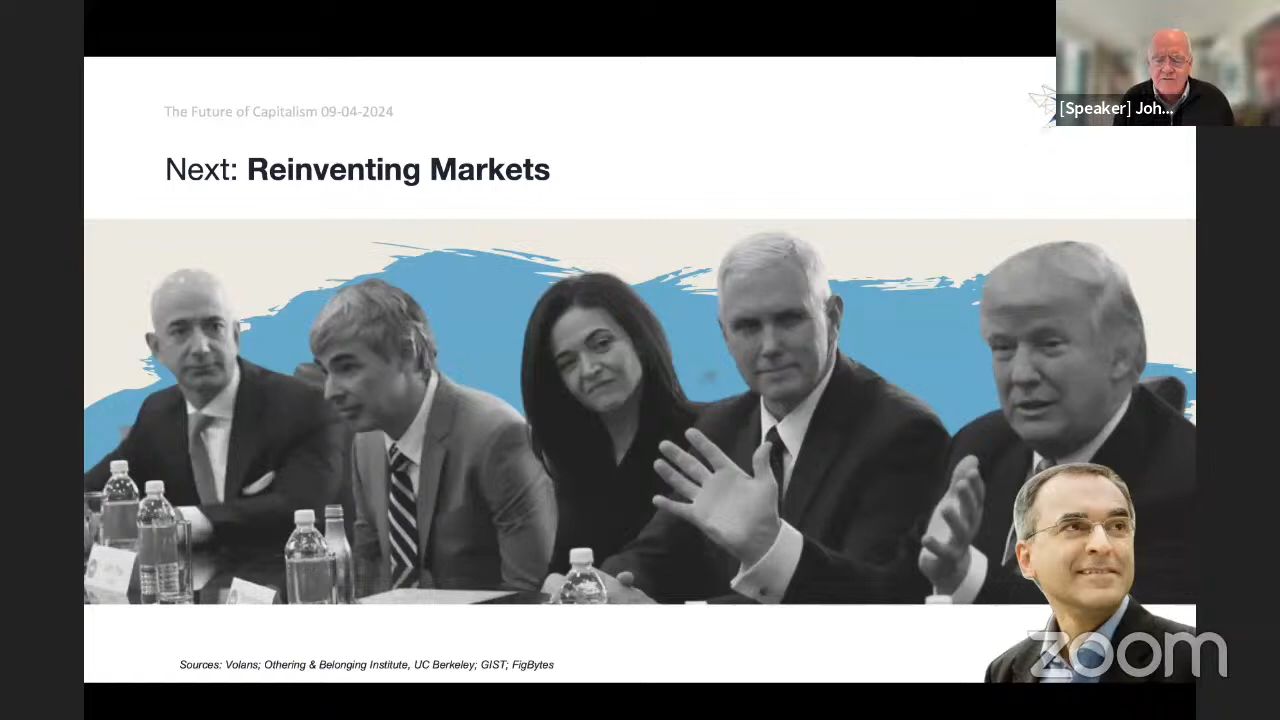 The Future of Capitalism 09-04-2024
[Speaker] Joh...
Next: Reinventing Markets
Sources: Volans; Othering & Belonging Institute, UC Berkeley; GIST; FigBytes
zoom